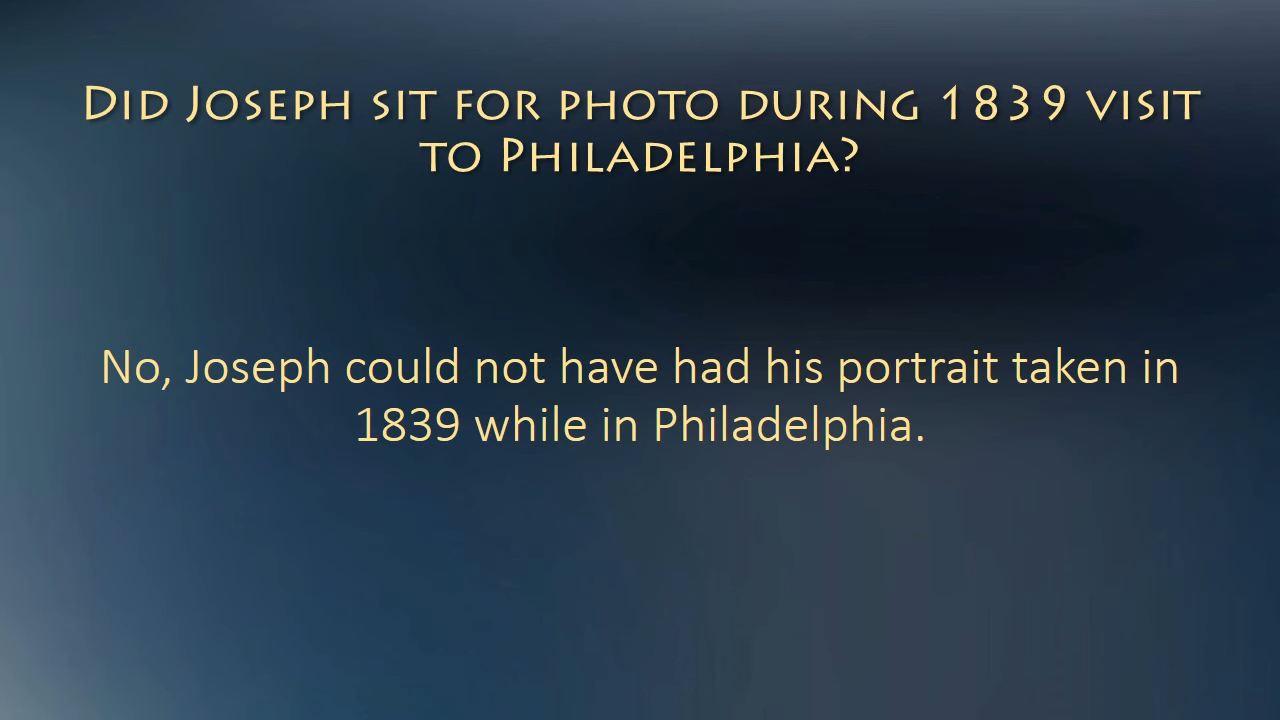 Did Joseph sit for photo during 1839 visit
to Philadelphia?
No, Joseph could not have had his portrait taken in
1839 while in Philadelphia.